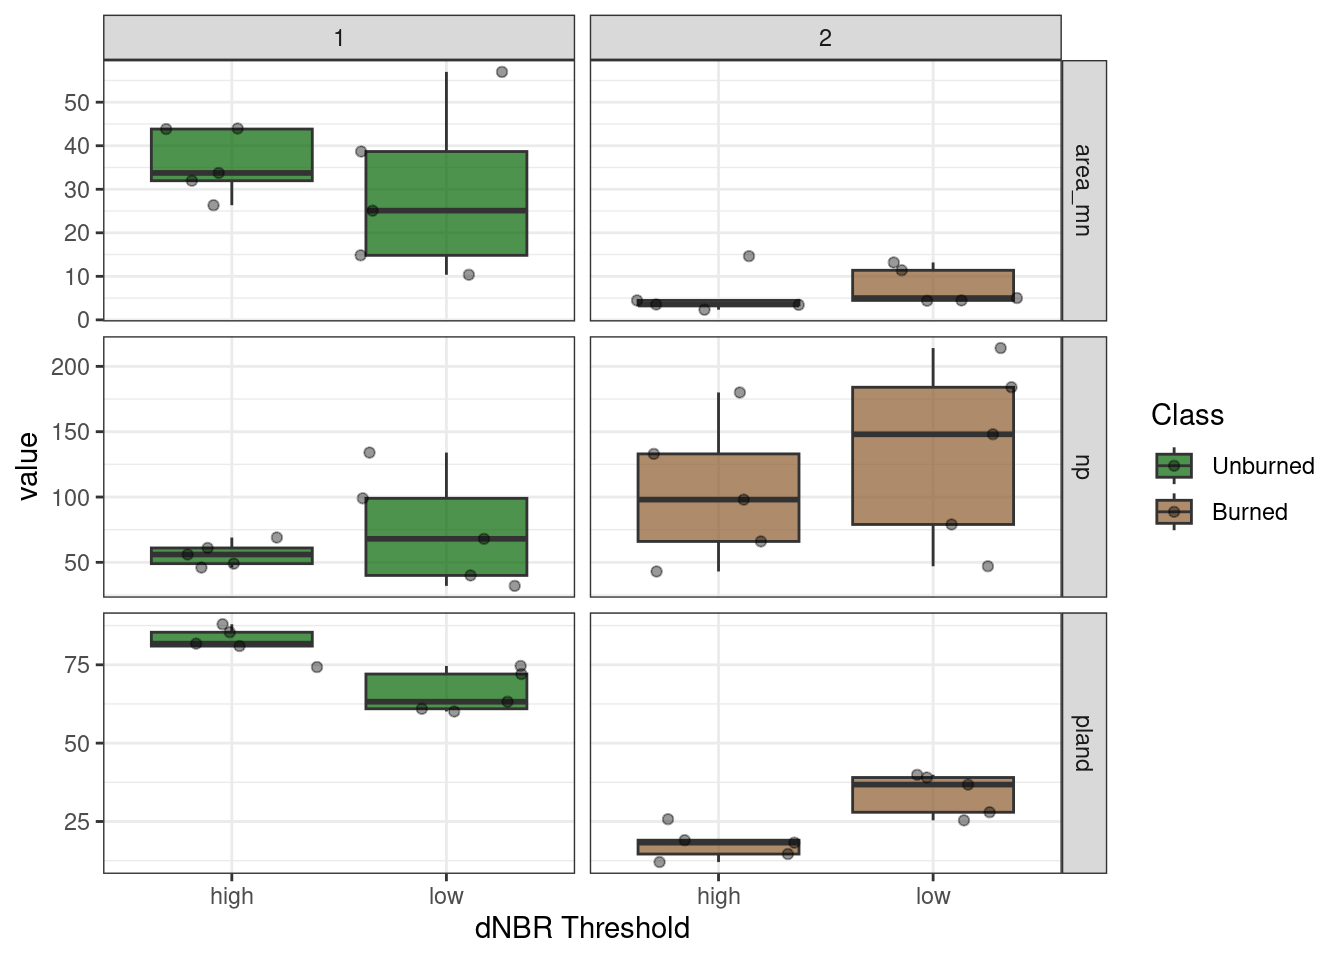 1
2
50
40
30
20
10
0
area_mn
200
150
100
50
np
75
50
25
pland
value
high
low
high
low
dNBR Threshold
Class
Unburned
Burned